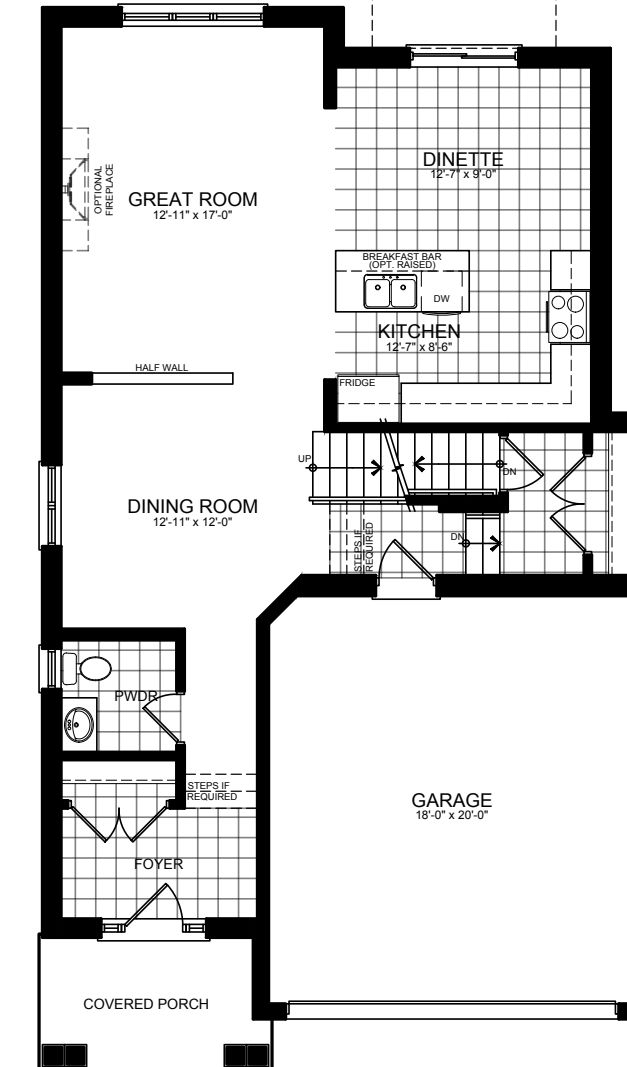 DINETTE
12'-7" x 9'-0"
OPTIONAL
FIREPLACE
GREAT ROOM
12'-11" x 17'-0"
BREAKFAST BAR
(OPT. RAISED)
DW
KITCHEN
12'-7" x 8'-6"
HALF WALL
FRIDGE
UP
DN
DINING ROOM
12'-11" x 12'-0"
STEPS IF
REQUIRED
DN
PWDR
STEPS IF
REQUIRED
GARAGE
18'-0" x 20'-0"
FOYER
COVERED PORCH